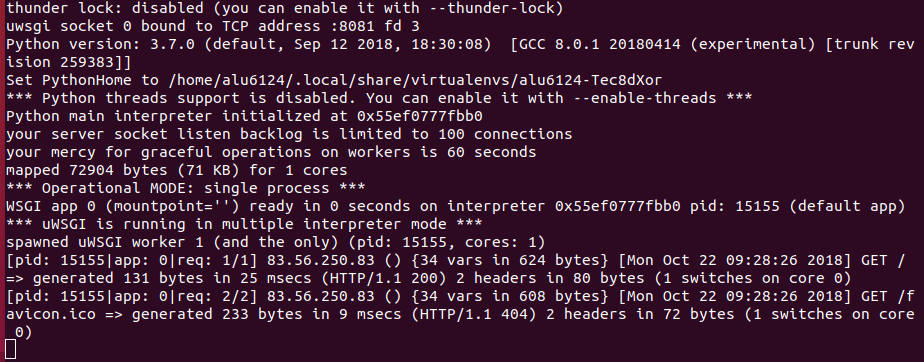 thunder lock: disabled (you can enable it with --thunder-lock)
uwsgi socket 0 bound to TCP address :8081 fd 3
Python version: 3.7.0 (default, Sep 12 2018, 18:30:08)  [GCC 8.0.1 20180414 (experimental) [trunk rev
ision 259383]]
Set PythonHome to /home/alu6124/.local/share/virtualenvs/alu6124-Tec8dXor
*** Python threads support is disabled. You can enable it with --enable-threads ***
Python main interpreter initialized at 0x55ef0777fbb0
your server socket listen backlog is limited to 100 connections
your mercy for graceful operations on workers is 60 seconds
mapped 72904 bytes (71 KB) for 1 cores
*** Operational MODE: single process ***
WSGI app 0 (mountpoint='') ready in 0 seconds on interpreter 0x55ef0777fbb0 pid: 15155 (default app)
*** uWSGI is running in multiple interpreter mode ***
spawned uWSGI worker 1 (and the only) (pid: 15155, cores: 1)
[pid: 15155|app: 0|req: 1/1] 83.56.250.83 () {34 vars in 624 bytes} [Mon Oct 22 09:28:26 2018] GET /
=> generated 131 bytes in 25 msecs (HTTP/1.1 200) 2 headers in 80 bytes (1 switches on core 0)
[pid: 15155|app: 0|req: 2/2] 83.56.250.83 () {34 vars in 608 bytes} [Mon Oct 22 09:28:26 2018] GET /f
avicon.ico => generated 233 bytes in 9 msecs (HTTP/1.1 404) 2 headers in 72 bytes (1 switches on core
 0)